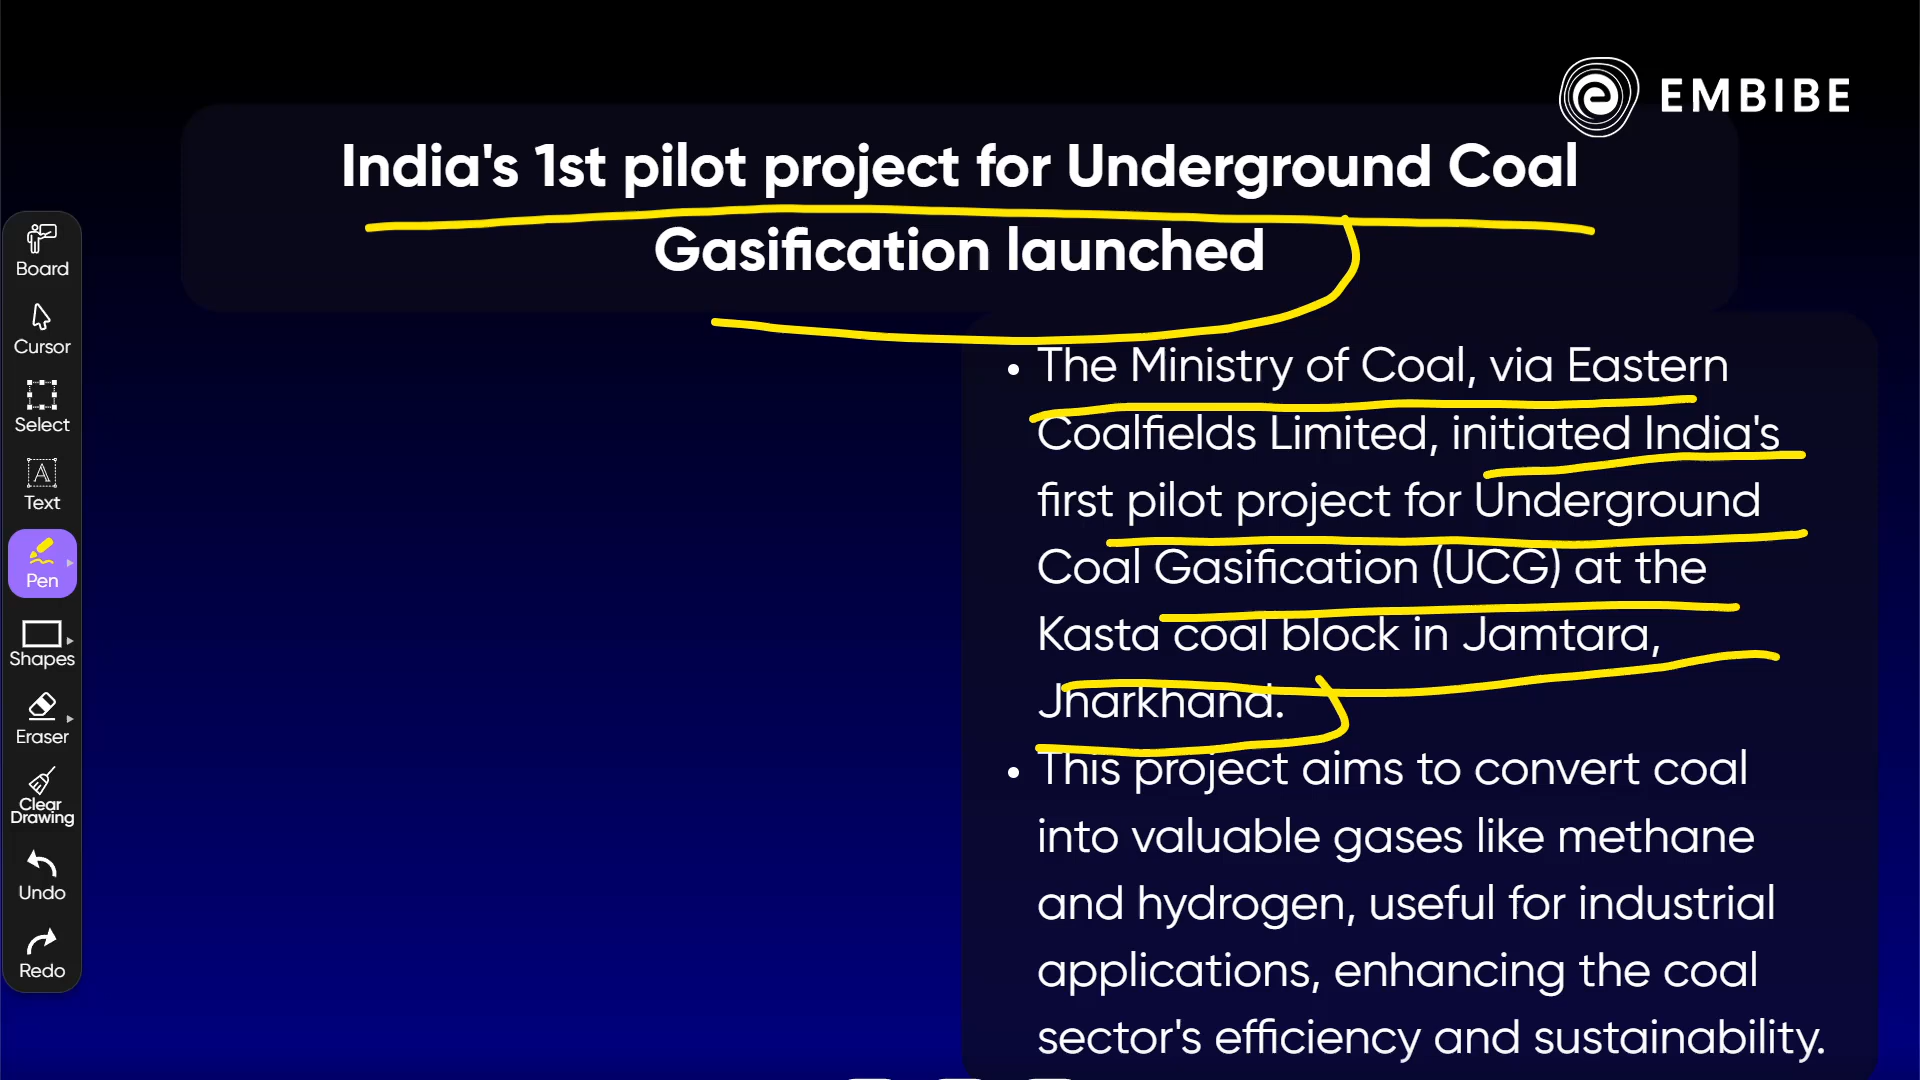 EMBIBE
India's 1st pilot project for Underground Coal
Gasification launched
Board
Cursor
Select
Text
Pen
Shapes
Eraser
Clear
Drawing
Undo
Redo
• The Ministry of Coal, via Eastern
Coalfields Limited, initiated India's
first pilot project for Underground
Coal Gasification (UCG) at the
Kasta coal block in Jamtara,
Jharkhand.
• This project aims to convert coal
into valuable gases like methane
and hydrogen, useful for industrial
applications, enhancing the coal
sector's efficiency and sustainability.